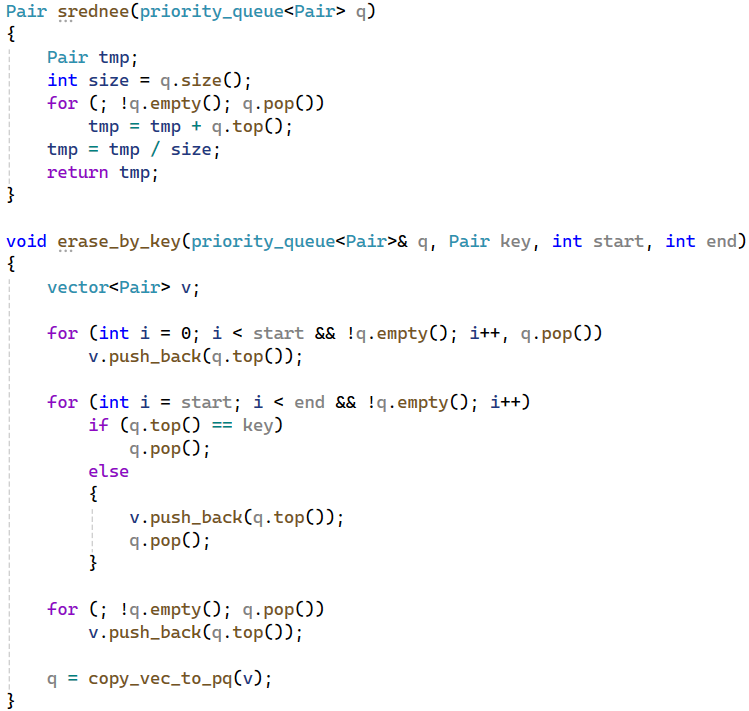 Pair srednee(priority_queue<Pair> q)
{
    Pair tmp;
    int size = q.size();
    for (; !q.empty(); q.pop())
        tmp = tmp + q.top();
    tmp = tmp / size;
    return tmp;
}

void erase_by_key(priority_queue<Pair>& q, Pair key, int start, int end)
{
    vector<Pair> v;

    for (int i = 0; i < start && !q.empty(); i++, q.pop())
        v.push_back(q.top());

    for (int i = start; i < end && !q.empty(); i++)
        if (q.top() == key)
            q.pop();
        else
        {
            v.push_back(q.top());
            q.pop();
        }

    for (; !q.empty(); q.pop())
        v.push_back(q.top());

    q = copy_vec_to_pq(v);
}